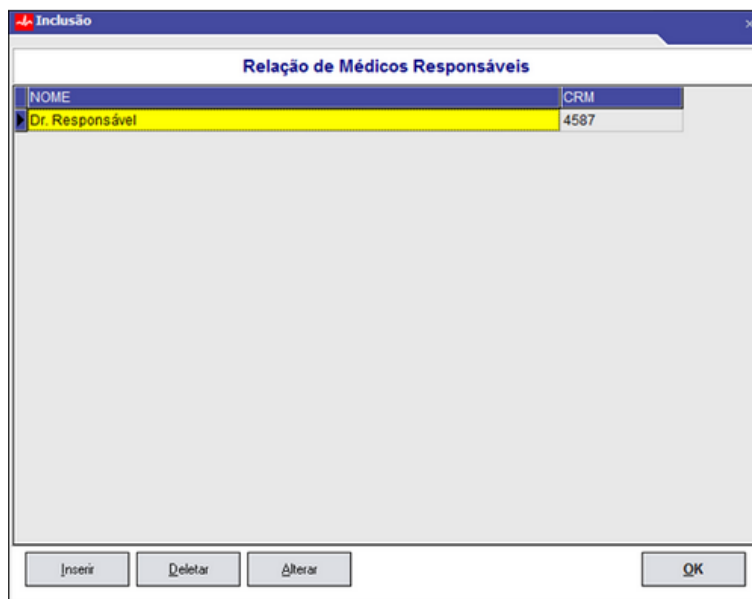 Inclusão
Relação de Médicos Responsáveis
NOME CRM
Dr. Responsável 4587
Inserir Deletar Alterar OK